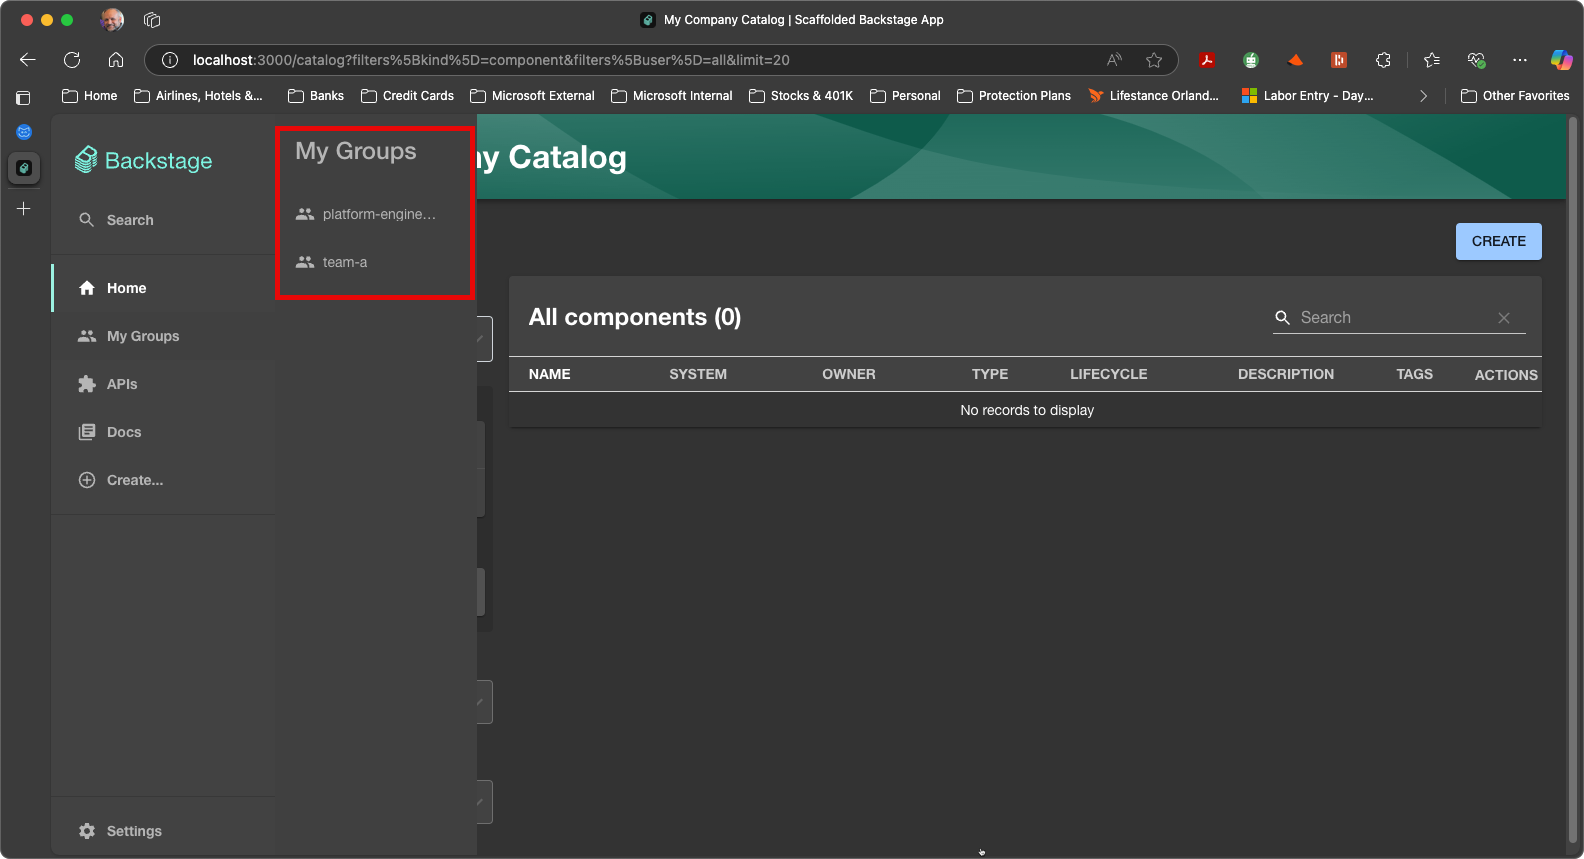 My Company Catalog | Scaffolded Backstage App
localhost:3000/catalog?filters%5Bkind%5D=component&filters%5Buser%5D=all&limit=20
Home
Airlines, Hotels &...
Banks
Credit Cards
Microsoft External
Microsoft Internal
Stocks & 401K
Personal
Protection Plans
Lifestance Orland...
Labor Entry - Day...
Other Favorites
Backstage
Search
Home
My Groups
APIs
Docs
Create...
Settings
My Groups
platform-engine...
team-a
y Catalog
CREATE
All components (0)
Search
NAME SYSTEM OWNER TYPE LIFECYCLE DESCRIPTION TAGS ACTIONS
No records to display